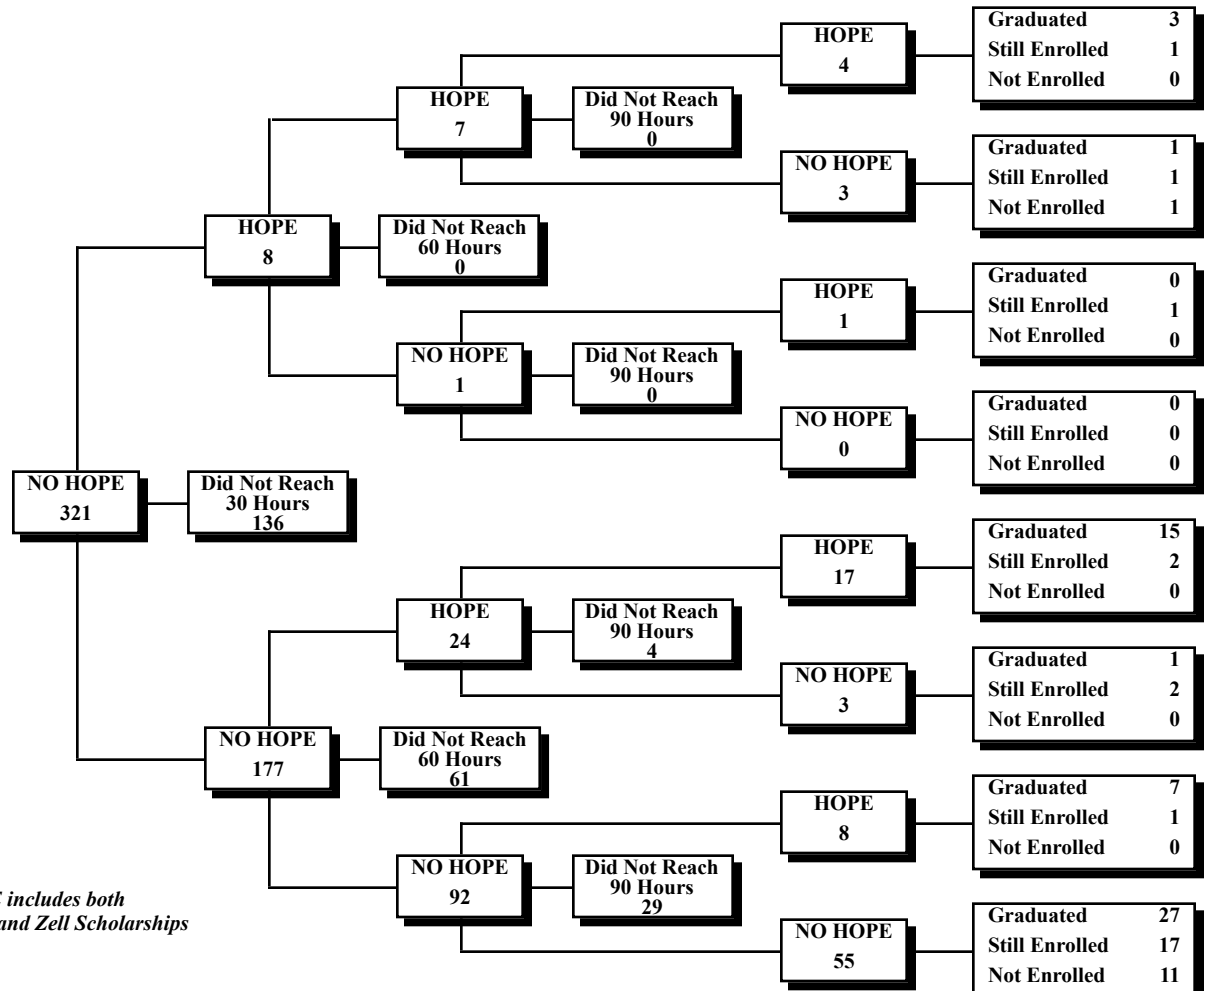 Graduated 3
Still Enrolled 1
Not Enrolled 0
HOPE
4
HOPE
7
Did Not Reach
90 Hours
0
Graduated 1
Still Enrolled 1
Not Enrolled 1
NO HOPE
3
HOPE
8
Did Not Reach
60 Hours
0
Graduated 0
Still Enrolled 1
Not Enrolled 0
HOPE
1
NO HOPE
1
Did Not Reach
90 Hours
0
Graduated 0
Still Enrolled 0
Not Enrolled 0
NO HOPE
0
NO HOPE
321
Did Not Reach
30 Hours
136
Graduated 15
Still Enrolled 2
Not Enrolled 0
HOPE
17
HOPE
24
Did Not Reach
90 Hours
4
Graduated 1
Still Enrolled 2
Not Enrolled 0
NO HOPE
3
NO HOPE
177
Did Not Reach
60 Hours
61
Graduated 7
Still Enrolled 1
Not Enrolled 0
HOPE
8
NO HOPE
92
Did Not Reach
90 Hours
29
includes both
and Zell Scholarships
Graduated 27
Still Enrolled 17
Not Enrolled 11
NO HOPE
55